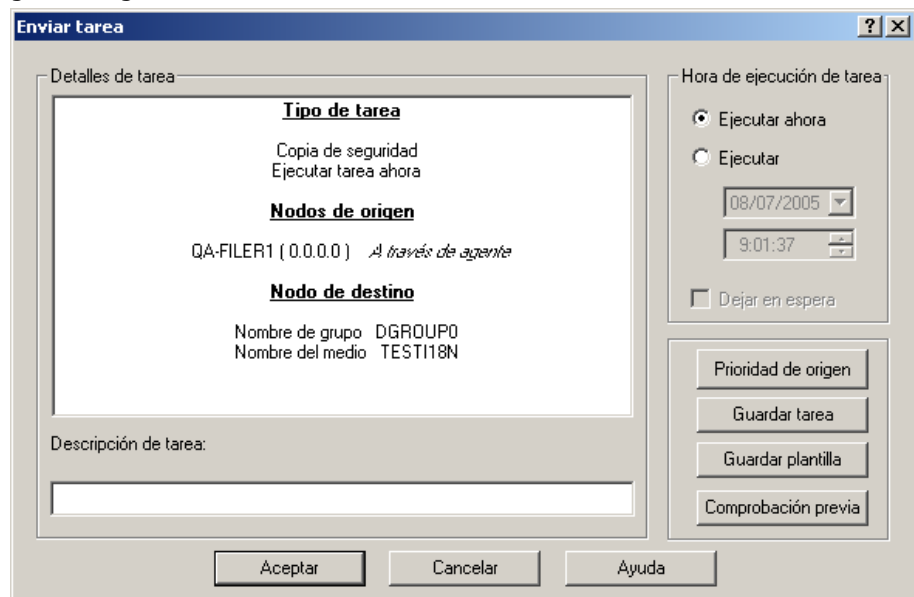 Enviar tarea
Detalles de tarea
Tipo de tarea
Copia de seguridad
Ejecutar tarea ahora
Nodos de origen
QA-FILER1 ( 0.0.0.0 ) A través de agente
Nodo de destino
Nombre de grupo DGROUP0
Nombre del medio TESTI18N
Descripción de tarea:
Hora de ejecución de tarea
Ejecutar ahora
Ejecutar
08/07/2005
9:01:37
Dejar en espera
Prioridad de origen
Guardar tarea
Guardar plantilla
Comprobación previa
Aceptar
Cancelar
Ayuda